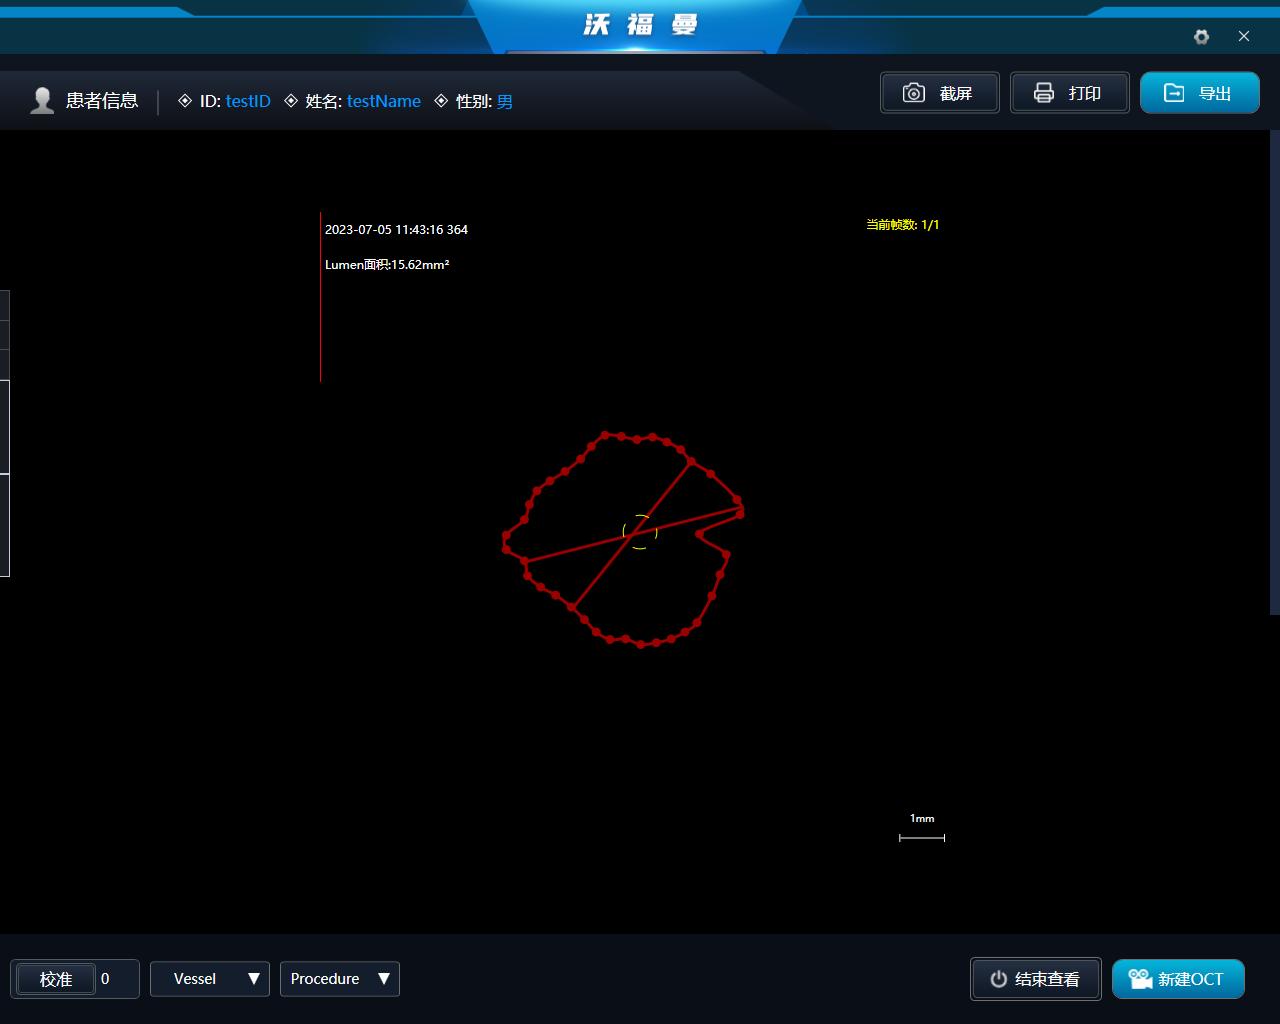 沃福曼
患者信息 ID: testID 姓名: testName 性别: 男
截屏 打印 导出
2023-07-05 11:43:16 364
当前帧数: 1/1
Lumen面积:15.62mm²
1mm
校准 0 Vessel Procedure 结束查看 新建OCT